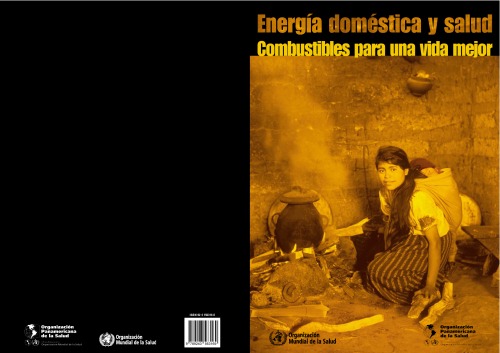 Energía doméstica y salud
Combustibles para una vida mejor
Organización
Panamericana
de la Salud
Organización
Mundial de la Salud
Organización
Panamericana
de la Salud
Organización
Mundial de la Salud